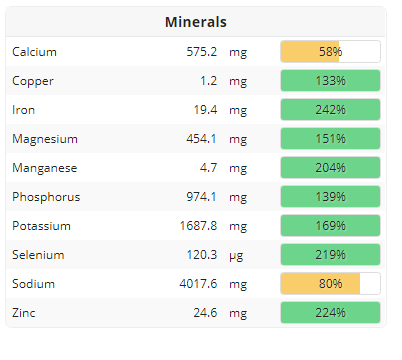 Minerals
Calcium 575.2 mg 58%
Copper 1.2 mg 133%
Iron 19.4 mg 242%
Magnesium 454.1 mg 151%
Manganese 4.7 mg 204%
Phosphorus 974.1 mg 139%
Potassium 1687.8 mg 169%
Selenium 120.3 µg 219%
Sodium 4017.6 mg 80%
Zinc 24.6 mg 224%